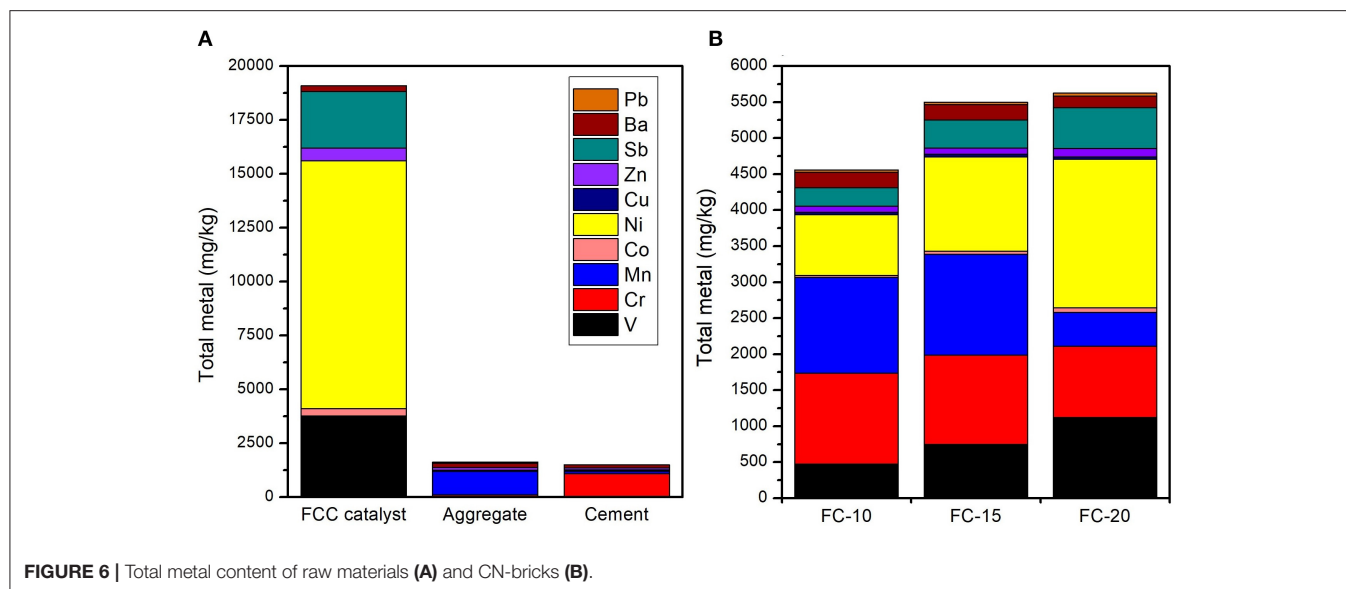 A
Total metal (mg/kg)
20000
17500
15000
12500
10000
7500
5000
2500
0
Pb
Ba
Sb
Zn
Cu
Ni
Co
Mn
Cr
V
FCC catalyst Aggregate Cement
B
Total metal (mg/kg)
6000
5500
5000
4500
4000
3500
3000
2500
2000
1500
1000
500
0
FC-10 FC-15 FC-20
FIGURE 6 | Total metal content of raw materials (A) and CN-bricks (B).